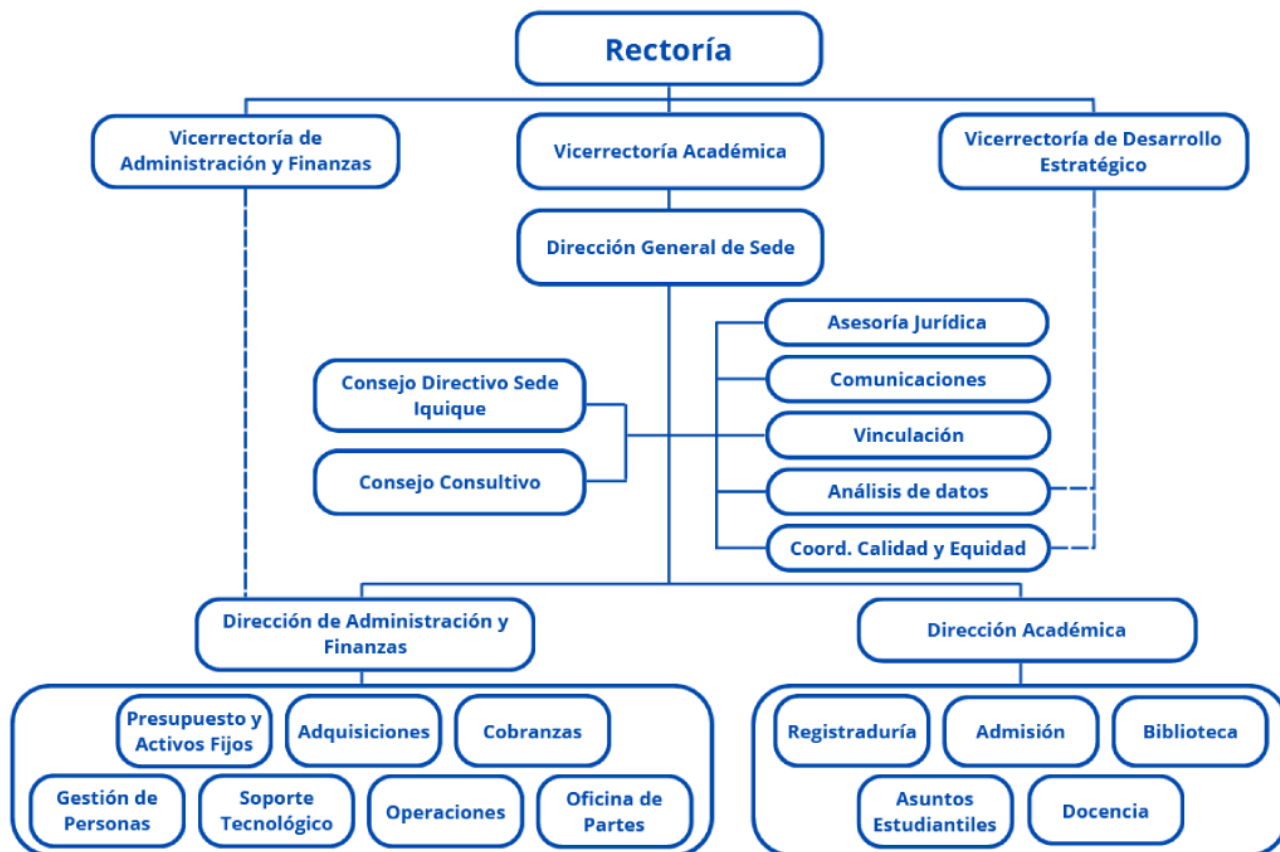 Rectoría
Vicerrectoría de
Administración y Finanzas
Vicerrectoría Académica
Vicerrectoría de Desarrollo
Estratégico
Dirección General de Sede
Asesoría Jurídica
Consejo Directivo Sede
Iquique
Comunicaciones
Vinculación
Consejo Consultivo
Análisis de datos
Coord. Calidad y Equidad
Dirección de Administración y
Finanzas
Dirección Académica
Presupuesto y
Activos Fijos
Adquisiciones
Cobranzas
Gestión de
Personas
Soporte
Tecnológico
Operaciones
Oficina de
Partes
Registraduría
Admisión
Biblioteca
Asuntos
Estudiantiles
Docencia